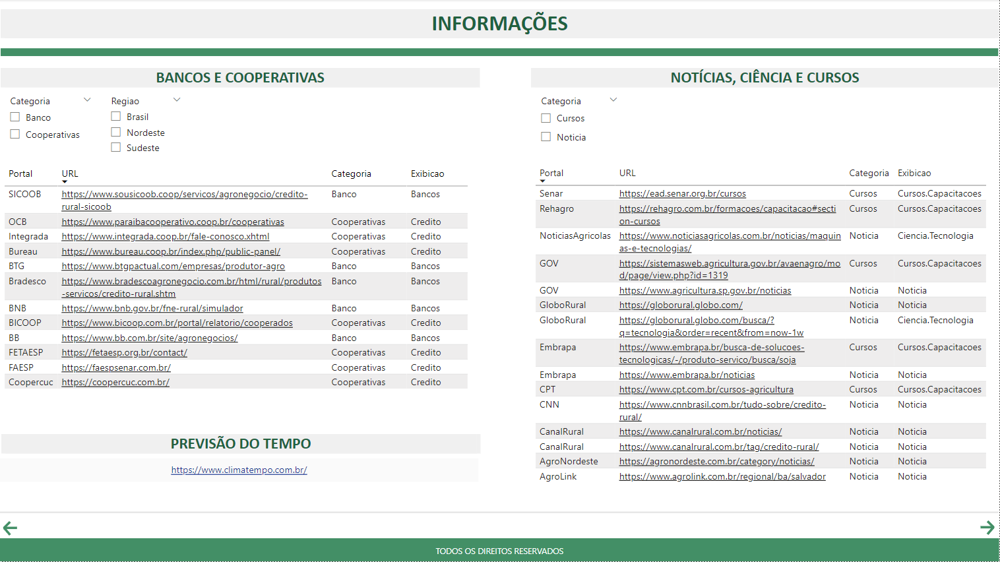 INFORMAÇÕES
BANCOS E COOPERATIVAS
Categoria
Banco
Cooperativas
Regiao
Brasil
Nordeste
Sudeste
Portal URL Categoria Exibicao
SICOOB https://www.sousicoob.coop/servicos/agronegocio/credito- Banco Bancos
rural-sicoob
OCB https://www.paraibacooperativo.coop.br/cooperativas Cooperativas Credito
Integrada https://www.integrada.coop.br/fale-conosco.xhtml Cooperativas Credito
Bureau https://www.bureau.coop.br/index.php/public-panel/ Cooperativas Credito
BTG https://www.btgpactual.com/empresas/produtor-agro Banco Bancos
Bradesco https://www.bradescoagronegocio.com.br/html/rural/produtos Banco Bancos
-servicos/credito-rural.shtm
BNB https://www.bnb.gov.br/fne-rural/simulador Banco Bancos
BICOOP https://www.bicoop.com.br/portal/relatorio/cooperados Cooperativas Credito
BB https://www.bb.com.br/site/agronegocios/ Banco Bancos
FETAESP https://fetaesp.org.br/contact/ Cooperativas Credito
FAESP https://faespsenar.com.br/ Cooperativas Credito
Coopercuc https://coopercuc.com.br/ Cooperativas Credito
PREVISÃO DO TEMPO
https://www.climatempo.com.br/
NOTÍCIAS, CIÊNCIA E CURSOS
Categoria
Cursos
Noticia
Portal URL Categoria Exibicao
Senar https://ead.senar.org.br/cursos Cursos Cursos.Capacitacoes
Rehagro https://rehagro.com.br/formacoes/capacitacao#secti Cursos Cursos.Capacitacoes
on-cursos
NoticiasAgricolas https://www.noticiasagricolas.com.br/noticias/maquin Noticia Ciencia.Tecnologia
as-e-tecnologias/
GOV https://sistemasweb.agricultura.gov.br/avaenagro/mo Cursos Cursos.Capacitacoes
d/page/view.php?id=1319
GOV https://www.agricultura.sp.gov.br/noticias Noticia Noticia
GloboRural https://globorural.globo.com/ Noticia Noticia
GloboRural https://globorural.globo.com/busca/? Noticia Ciencia.Tecnologia
q=tecnologia&order=recent&from=now-1w
Embrapa https://www.embrapa.br/busca-de-solucoes- Cursos Cursos.Capacitacoes
tecnologicas/-/produto-servico/busca/soja
Embrapa https://www.embrapa.br/noticias Noticia Noticia
CPT https://www.cpt.com.br/cursos-agricultura Cursos Cursos.Capacitacoes
CNN https://www.cnnbrasil.com.br/tudo-sobre/credito- Noticia Noticia
rural/
CanalRural https://www.canalrural.com.br/noticias/ Noticia Noticia
CanalRural https://www.canalrural.com.br/tag/credito-rural/ Noticia Noticia
AgroNordeste https://agronordeste.com.br/category/noticias/ Noticia Noticia
AgroLink https://www.agrolink.com.br/regional/ba/salvador Noticia Noticia
TODOS OS DIREITOS RESERVADOS